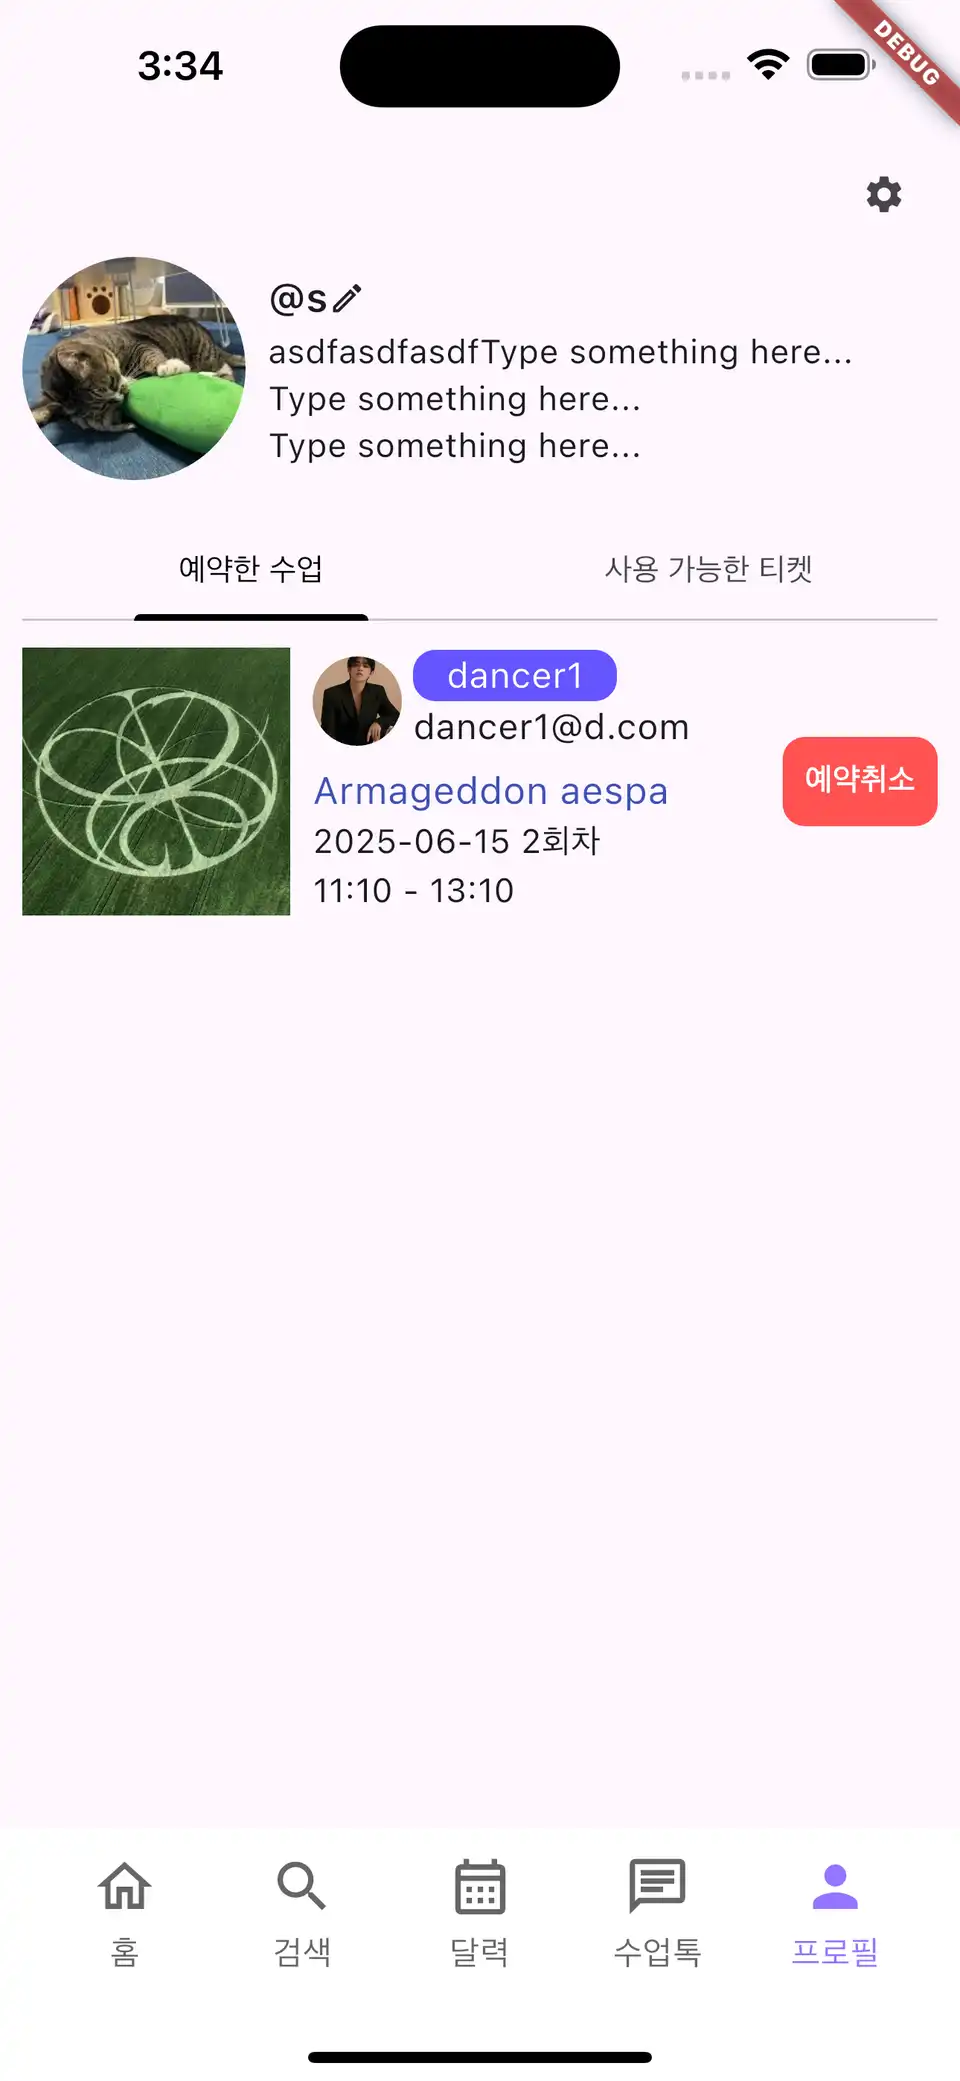 3:34
DEBUG
@s
asdfasdfasdfType something here...
Type something here...
Type something here...
예약한 수업
사용 가능한 티켓
dancer1
dancer1@d.com
Armageddon aespa
2025-06-15 2회차
11:10 - 13:10
예약취소
홈
검색
달력
수업톡
프로필